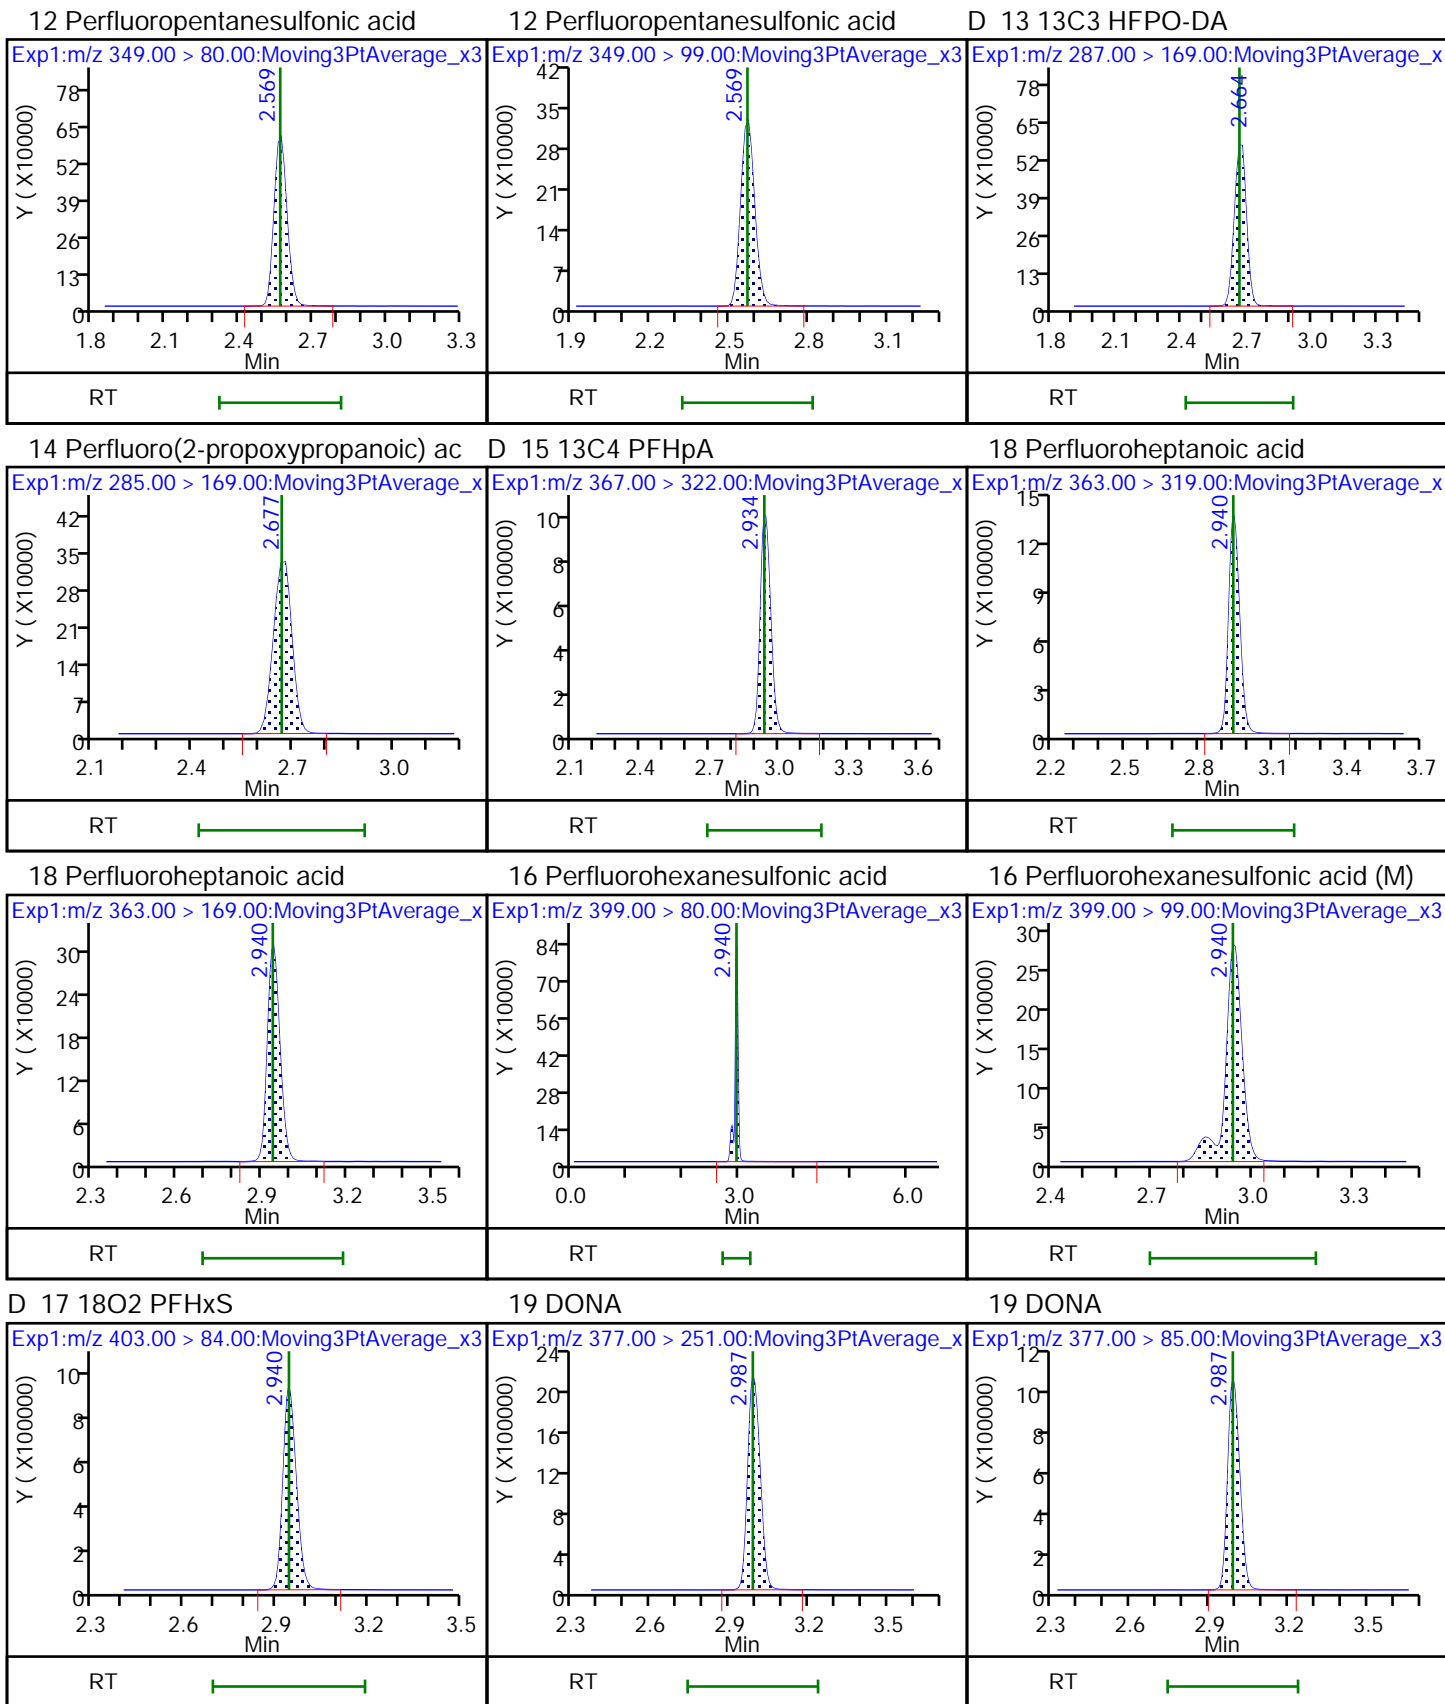 12 Perfluoropentanesulfonic acid
Exp1:m/z 349.00 > 80.00:Moving3PtAverage_x3
Y ( X10000)
78
65
52
39
26
13
0
2.569
1.8 2.1 2.4 2.7 3.0 3.3
Min
RT
12 Perfluoropentanesulfonic acid
Exp1:m/z 349.00 > 99.00:Moving3PtAverage_x3
Y ( X10000)
42
35
28
21
14
7
0
2.569
1.9 2.2 2.5 2.8 3.1
Min
RT
D 13 13C3 HFPO-DA
Exp1:m/z 287.00 > 169.00:Moving3PtAverage_x
Y ( X10000)
78
65
52
39
26
13
0
2.664
1.8 2.1 2.4 2.7 3.0 3.3
Min
RT
14 Perfluoro(2-propoxypropanoic) ac
Exp1:m/z 285.00 > 169.00:Moving3PtAverage_x
Y ( X10000)
42
35
28
21
14
7
0
2.677
2.1 2.4 2.7 3.0
Min
RT
D 15 13C4 PFHpA
Exp1:m/z 367.00 > 322.00:Moving3PtAverage_x
Y ( X100000)
10
8
6
4
2
0
2.934
2.1 2.4 2.7 3.0 3.3 3.6
Min
RT
18 Perfluoroheptanoic acid
Exp1:m/z 363.00 > 319.00:Moving3PtAverage_x
Y ( X100000)
15
12
9
6
3
0
2.940
2.2 2.5 2.8 3.1 3.4 3.7
Min
RT
18 Perfluoroheptanoic acid
Exp1:m/z 363.00 > 169.00:Moving3PtAverage_x
Y ( X10000)
30
24
18
12
6
0
2.940
2.3 2.6 2.9 3.2 3.5
Min
RT
16 Perfluorohexanesulfonic acid
Exp1:m/z 399.00 > 80.00:Moving3PtAverage_x3
Y ( X10000)
84
70
56
42
28
14
0
2.940
0.0 3.0 6.0
Min
RT
16 Perfluorohexanesulfonic acid (M)
Exp1:m/z 399.00 > 99.00:Moving3PtAverage_x3
Y ( X10000)
30
25
20
15
10
5
0
2.940
2.4 2.7 3.0 3.3
Min
RT
D 17 18O2 PFHxS
Exp1:m/z 403.00 > 84.00:Moving3PtAverage_x3
Y ( X100000)
10
8
6
4
2
0
2.940
2.3 2.6 2.9 3.2 3.5
Min
RT
19 DONA
Exp1:m/z 377.00 > 251.00:Moving3PtAverage_x
Y ( X100000)
24
20
16
12
8
4
0
2.987
2.3 2.6 2.9 3.2 3.5
Min
RT
19 DONA
Exp1:m/z 377.00 > 85.00:Moving3PtAverage_x3
Y ( X100000)
12
10
8
6
4
2
0
2.987
2.3 2.6 2.9 3.2 3.5
Min
RT